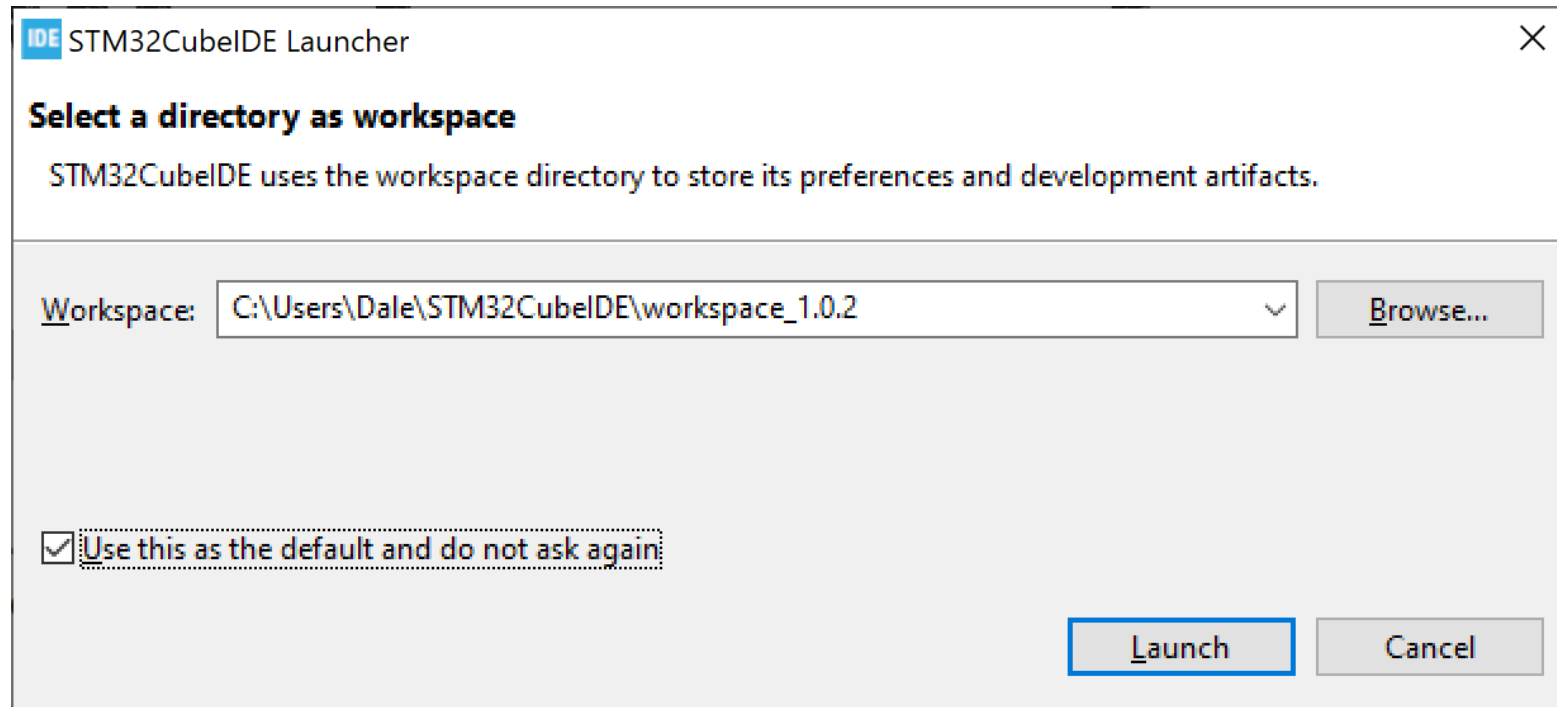 IDE STM32CubeIDE Launcher
Select a directory as workspace
STM32CubeIDE uses the workspace directory to store its preferences and development artifacts.
Workspace: C:\Users\Dale\STM32CubeIDE\workspace_1.0.2 Browse...
Use this as the default and do not ask again
Launch Cancel